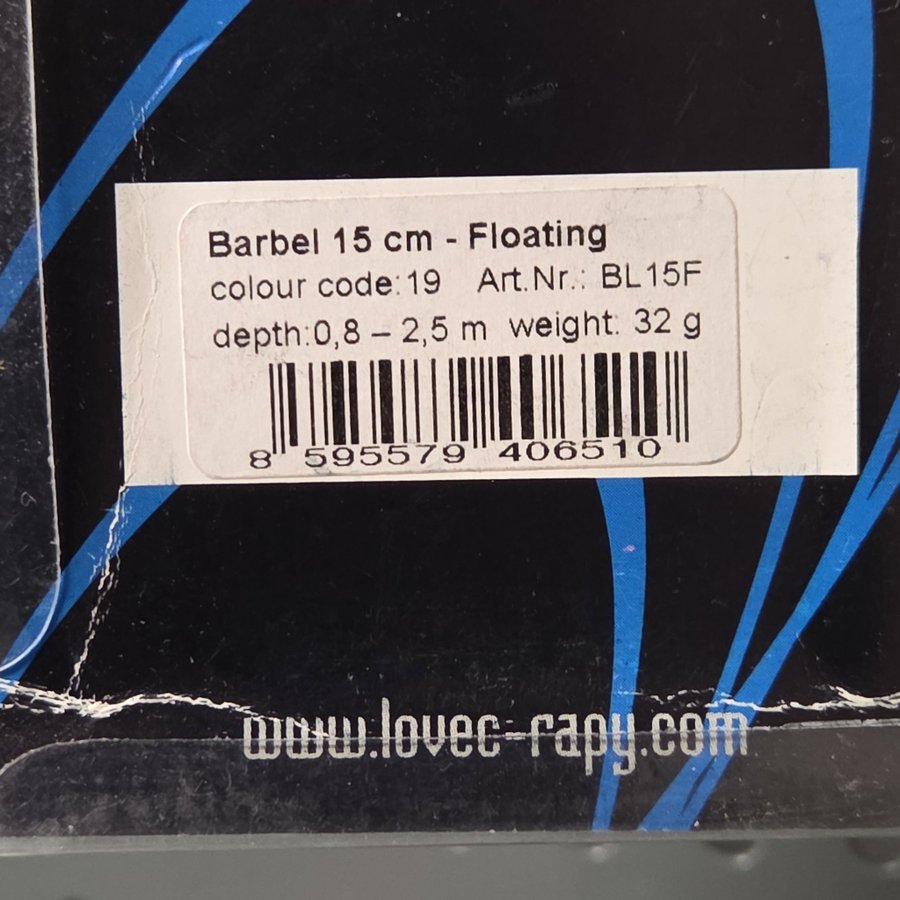 Barbel 15 cm - Floating
colour code:19 Art.Nr.: BL15F
depth:0,8 – 2,5 m weight: 32 g
8 595579 406510
www.lovec-rapy.com